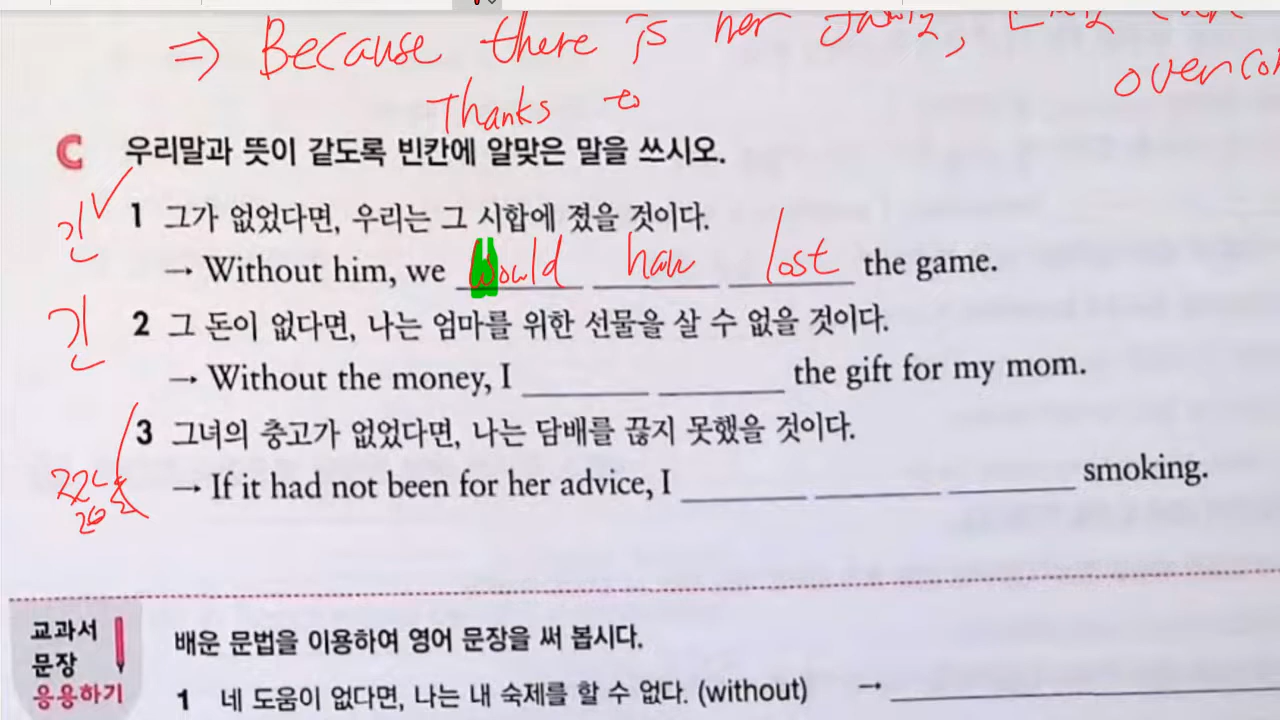 ⇒ Because there is her
Thanks to
C 우리말과 뜻이 같도록 빈칸에 알맞은 말을 쓰시오.
1 그가 없었다면, 우리는 그 시합에 졌을 것이다.
→ Without him, we would have lost the game.
2 그 돈이 없다면, 나는 엄마를 위한 선물을 살 수 없을 것이다.
→ Without the money, I ______ ______ the gift for my mom.
3 그녀의 충고가 없었다면, 나는 담배를 끊지 못했을 것이다.
→ If it had not been for her advice, I ______ ______ ______ smoking.
교과서
문장
응용하기
배운 문법을 이용하여 영어 문장을 써 봅시다.
1 네 도움이 없다면, 나는 내 숙제를 할 수 없다. (without) → ______